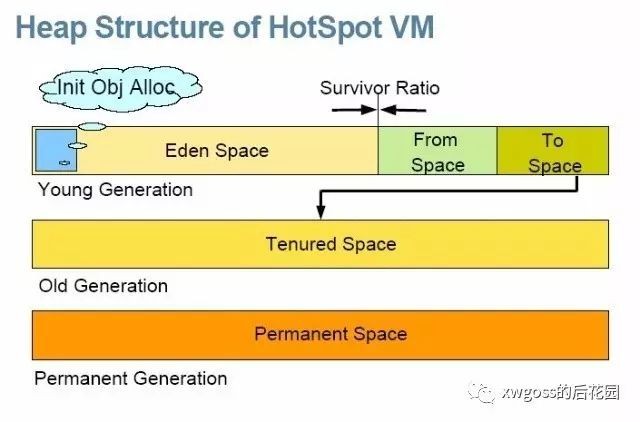 Heap Structure of HotSpot VM
Init Obj Alloc
Survivor Ratio
Eden Space
From
Space
To
Space
Young Generation
Tenured Space
Old Generation
Permanent Space
Permanent Generation
xwgoss的后花园